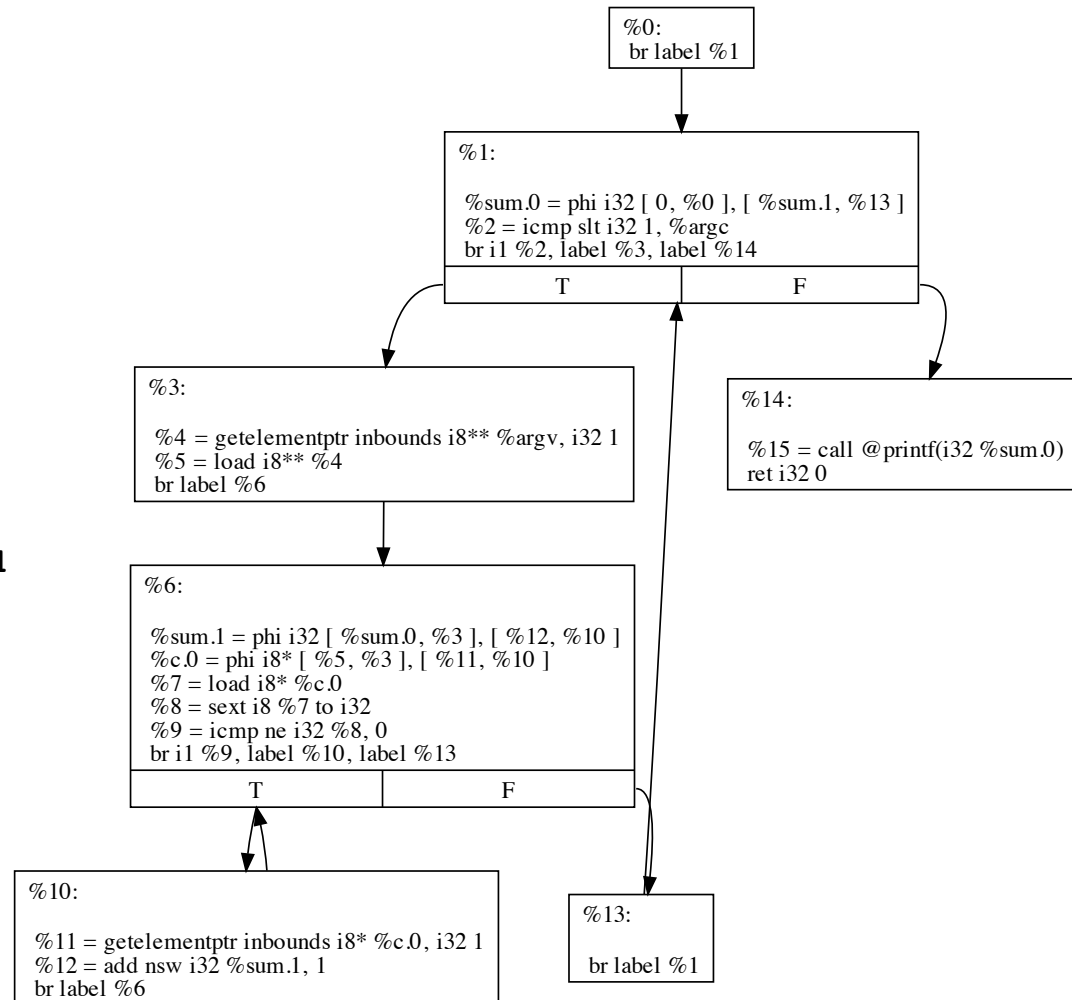 %0:
br label %1
%1:
%sum.0 = phi i32 [ 0, %0 ], [ %sum.1, %13 ]
%2 = icmp slt i32 1, %argc
br i1 %2, label %3, label %14
T F
%3:
%4 = getelementptr inbounds i8** %argv, i32 1
%5 = load i8** %4
br label %6
%14:
%15 = call @printf(i32 %sum.0)
ret i32 0
%6:
%sum.1 = phi i32 [ %sum.0, %3 ], [ %12, %10 ]
%c.0 = phi i8* [ %5, %3 ], [ %11, %10 ]
%7 = load i8* %c.0
%8 = sext i8 %7 to i32
%9 = icmp ne i32 %8, 0
br i1 %9, label %10, label %13
T F
%10:
%11 = getelementptr inbounds i8* %c.0, i32 1
%12 = add nsw i32 %sum.1, 1
br label %6
%13:
br label %1